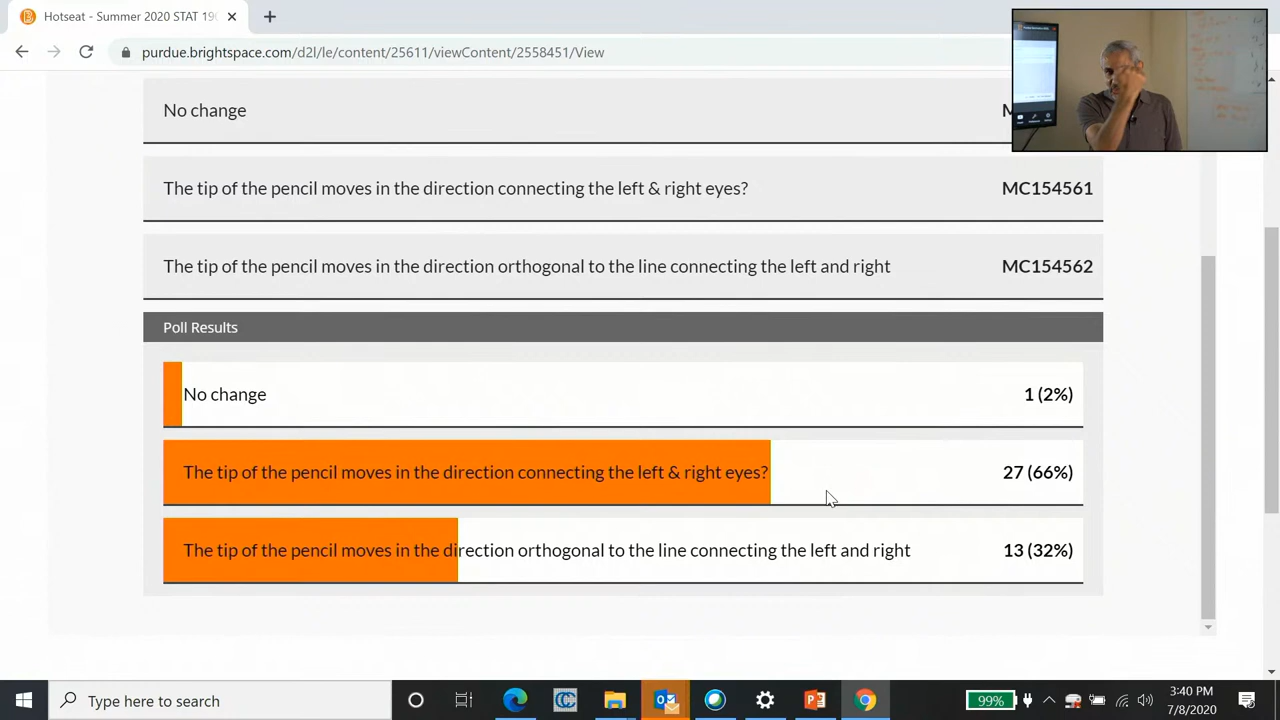 Hotseat - Summer 2020 STAT 190
purdue.brightspace.com/d2l/le/content/25611/viewContent/2558451/View
No change
The tip of the pencil moves in the direction connecting the left & right eyes? MC154561
The tip of the pencil moves in the direction orthogonal to the line connecting the left and right MC154562
Poll Results
No change 1 (2%)
The tip of the pencil moves in the direction connecting the left & right eyes? 27 (66%)
The tip of the pencil moves in the direction orthogonal to the line connecting the left and right 13 (32%)
Type here to search
99%
3:40 PM
7/8/2020